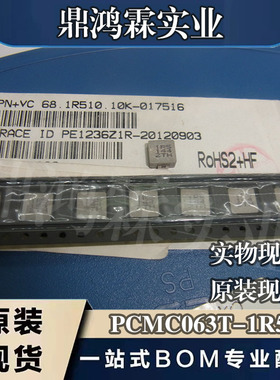 鼎鸿霖实业
PN+VC 68.1R510.10K-017516
RACE ID PE1236Z1R-20120903
RoHS2+HF
1R5
实物现
原装现
原装
现货
PCMC063T-1R5
一站式BOM专业配
PS